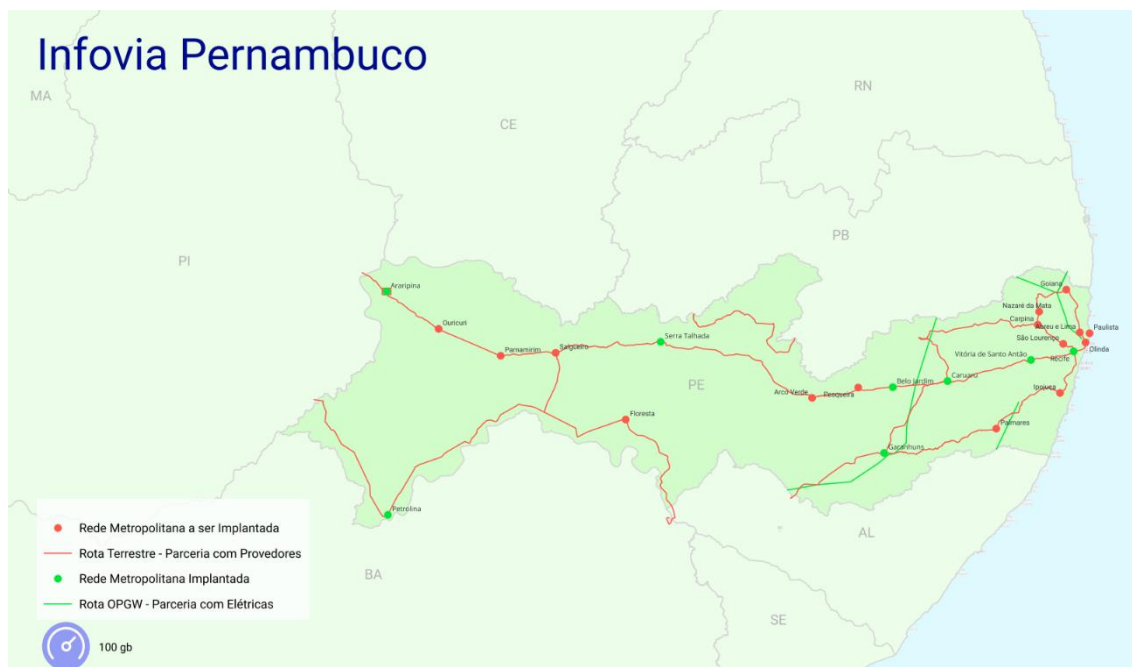 Infovia Pernambuco
MA
CE
RN
PB
PI
Araripina
Ouricuri
Parnamirim
Salgueiro
Serra Talhada
Goiana
Nazaré da Mata
Carpina
Abreu e Lima
Paulista
São Lourenço
Olinda
Vitória de Santo Antão
Recife
PE
Arco Verde
Pesqueira
Belo Jardim
Caruaru
Ipojuca
Floresta
Palmares
Garanhuns
Petrolina
AL
BA
SE
Rede Metropolitana a ser Implantada
Rota Terrestre - Parceria com Provedores
Rede Metropolitana Implantada
Rota OPGW - Parceria com Elétricas
100 gb